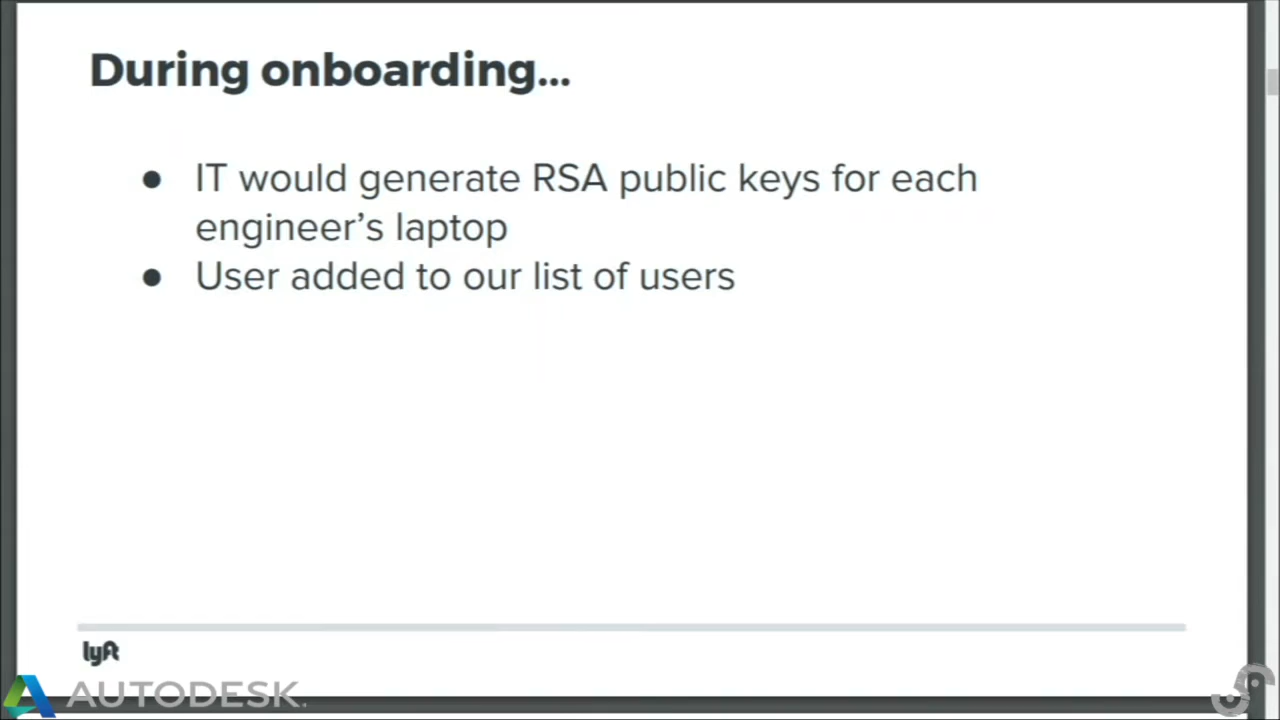 During onboarding...
● IT would generate RSA public keys for each
engineer’s laptop
● User added to our list of users
lyft
AUTODESK.